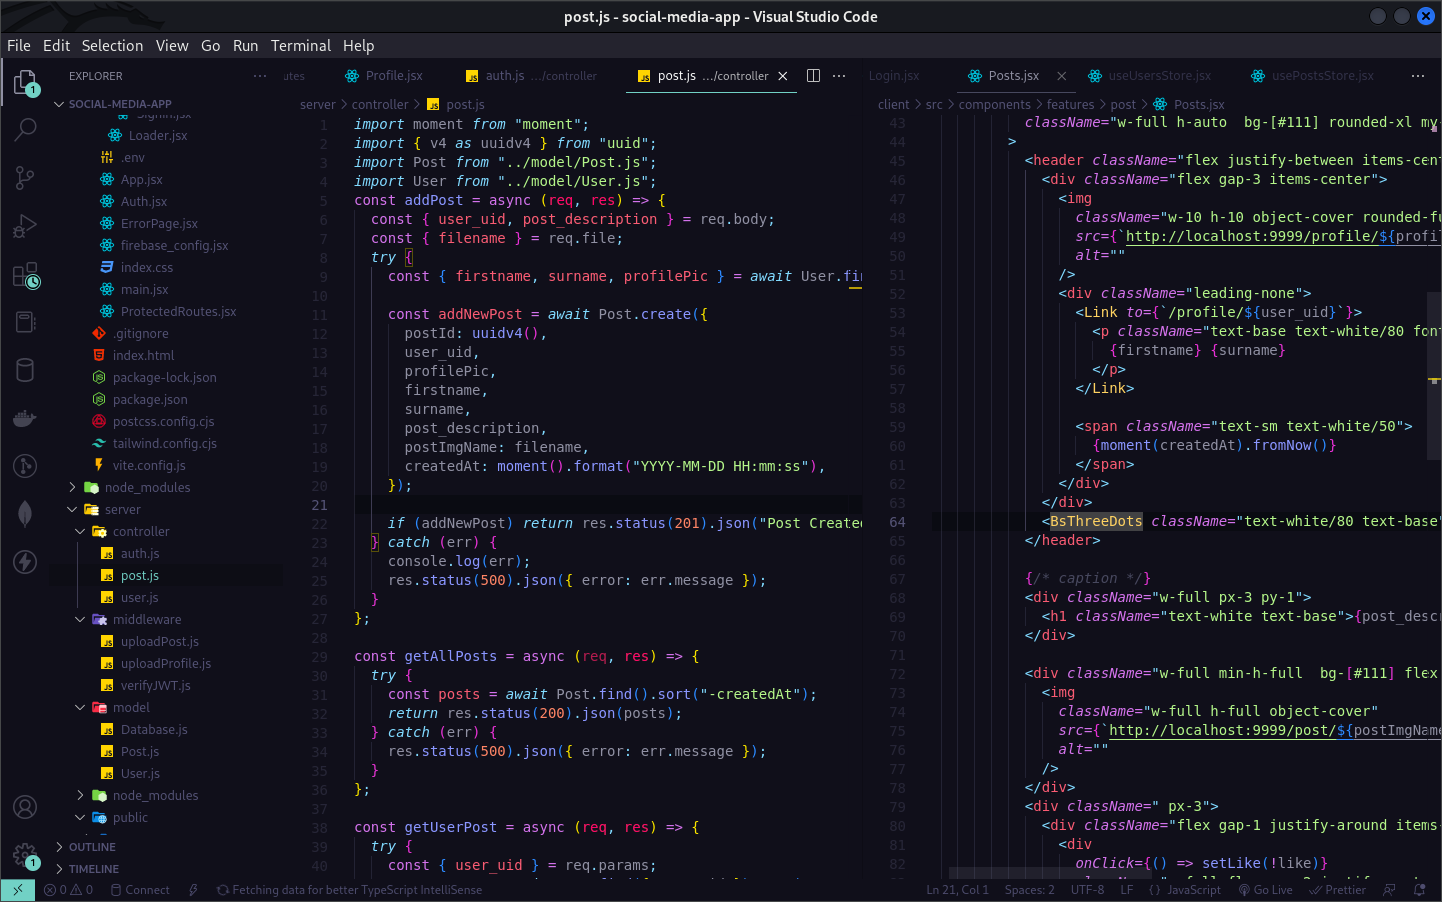 post.js - social-media-app - Visual Studio Code
File Edit Selection View Go Run Terminal Help
EXPLORER
SOCIAL-MEDIA-APP
Loader.jsx
.env
App.jsx
Auth.jsx
ErrorPage.jsx
firebase_config.jsx
index.css
main.jsx
ProtectedRoutes.jsx
.gitignore
index.html
package-lock.json
package.json
postcss.config.cjs
tailwind.config.cjs
vite.config.js
node_modules
server
controller
auth.js
post.js
user.js
middleware
uploadPost.js
uploadProfile.js
verifyJWT.js
model
Database.js
Post.js
User.js
node_modules
public
OUTLINE
TIMELINE
utes Profile.jsx auth.js .../controller post.js .../controller
server > controller > post.js
1 import moment from "moment";
2 import { v4 as uuidv4 } from "uuid";
3 import Post from "../model/Post.js";
4 import User from "../model/User.js";
5 const addPost = async (req, res) => {
6 const { user_uid, post_description } = req.body;
7 const { filename } = req.file;
8 try {
9 const { firstname, surname, profilePic } = await User.fi
10
11 const addNewPost = await Post.create({
12 postId: uuidv4(),
13 user_uid,
14 profilePic,
15 firstname,
16 surname,
17 post_description,
18 postImgName: filename,
19 createdAt: moment().format("YYYY-MM-DD HH:mm:ss"),
20 });
21
22 if (addNewPost) return res.status(201).json("Post Created
23 } catch (err) {
24 console.log(err);
25 res.status(500).json({ error: err.message });
26 }
27 };
28
29 const getAllPosts = async (req, res) => {
30 try {
31 const posts = await Post.find().sort("-createdAt");
32 return res.status(200).json(posts);
33 } catch (err) {
34 res.status(500).json({ error: err.message });
35 }
36 };
37
38 const getUserPost = async (req, res) => {
39 try {
40 const { user_uid } = req.params;
Login.jsx Posts.jsx useUsersStore.jsx usePostsStore.jsx
client > src > components > features > post > Posts.jsx
43 className="w-full h-auto bg-[#111] rounded-xl my-
44 >
45 <header className="flex justify-between items-cent
46 <div className="flex gap-3 items-center">
47 <img
48 className="w-10 h-10 object-cover rounded-fu
49 src={`http://localhost:9999/profile/${profil
50 alt=""
51 />
52 <div className="leading-none">
53 <Link to={`/profile/${user_uid}`}>
54 <p className="text-base text-white/80 fon
55 {firstname} {surname}
56 </p>
57 </Link>
58
59 <span className="text-sm text-white/50">
60 {moment(createdAt).fromNow()}
61 </span>
62 </div>
63 </div>
64 <BsThreeDots className="text-white/80 text-base"
65 </header>
66
67 {/* caption */}
68 <div className="w-full px-3 py-1">
69 <h1 className="text-white text-base">{post_desc
70 </div>
71
72 <div className="w-full min-h-full bg-[#111] flex
73 <img
74 className="w-full h-full object-cover"
75 src={`http://localhost:9999/post/${postImgName
76 alt=""
77 />
78 </div>
79 <div className=" px-3">
80 <div className="flex gap-1 justify-around items-
81 <div
82 onClick={() => setLike(!like)}
0 0 Connect Fetching data for better TypeScript IntelliSense Ln 21, Col 1 Spaces: 2 UTF-8 LF {} JavaScript Go Live Prettier